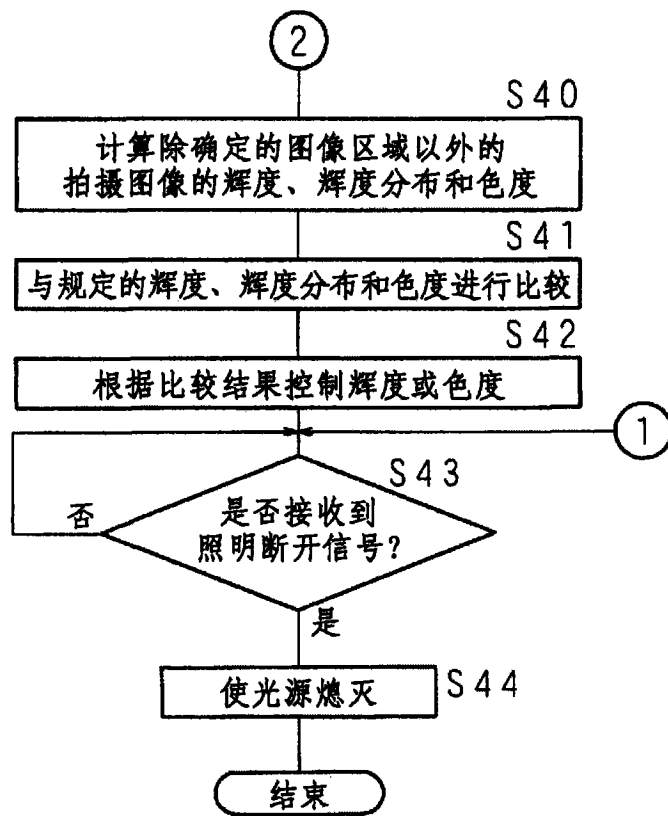 2
S40
计算除确定的图像区域以外的
拍摄图像的辉度、辉度分布和色度
S41
与规定的辉度、辉度分布和色度进行比较
S42
根据比较结果控制辉度或色度
1
S43
是否接收到
照明断开信号?
否
是
使光源熄灭
S44
结束